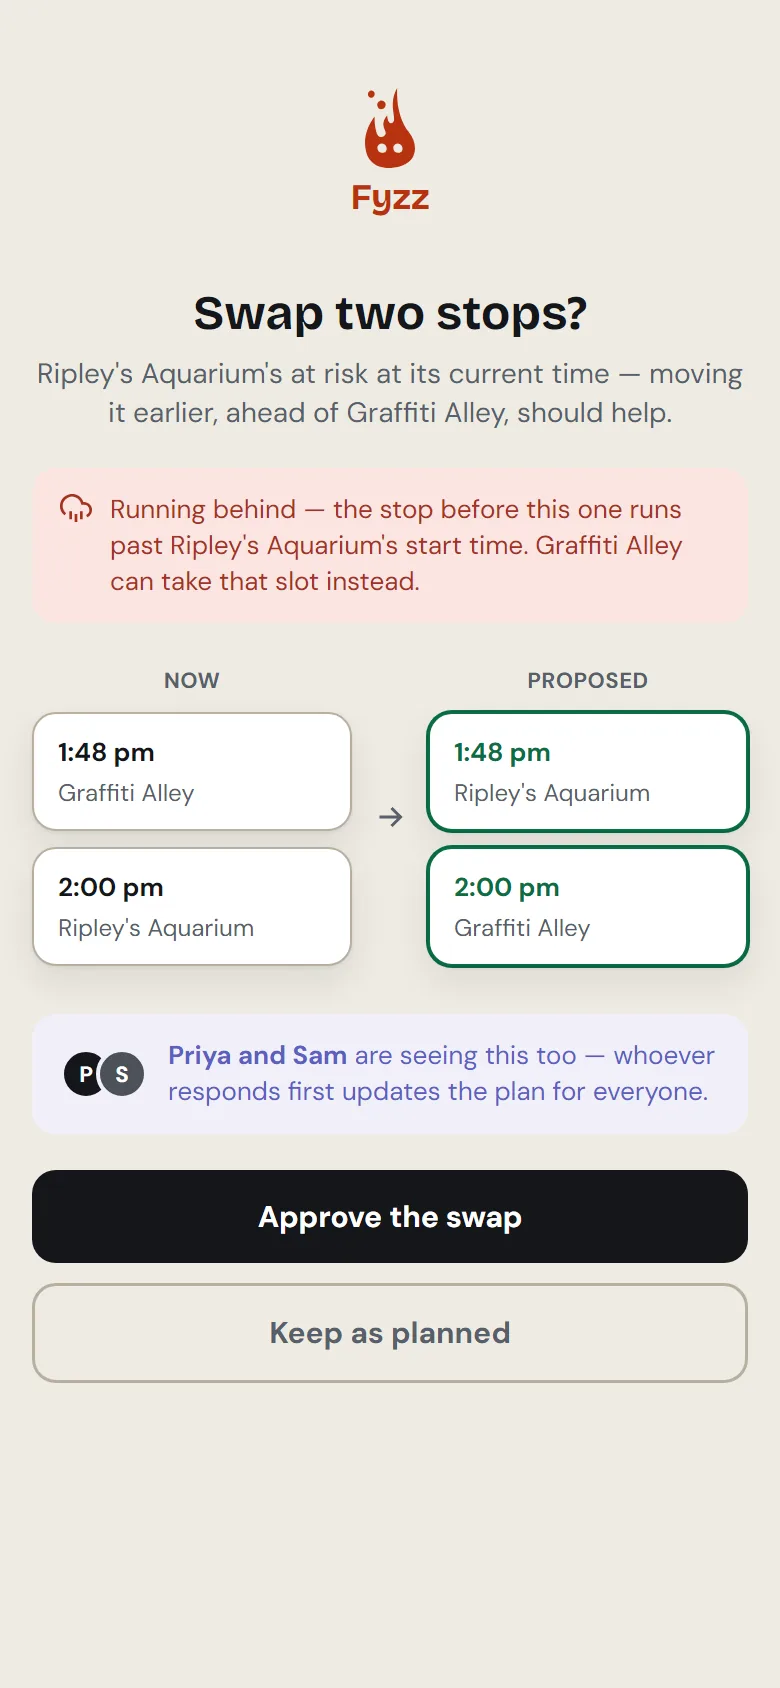 Fyzz
Swap two stops?
Ripley's Aquarium's at risk at its current time — moving
it earlier, ahead of Graffiti Alley, should help.
Running behind — the stop before this one runs
past Ripley's Aquarium's start time. Graffiti Alley
can take that slot instead.
NOW
1:48 pm
Graffiti Alley
2:00 pm
Ripley's Aquarium
→
PROPOSED
1:48 pm
Ripley's Aquarium
2:00 pm
Graffiti Alley
P S
Priya and Sam are seeing this too — whoever
responds first updates the plan for everyone.
Approve the swap
Keep as planned